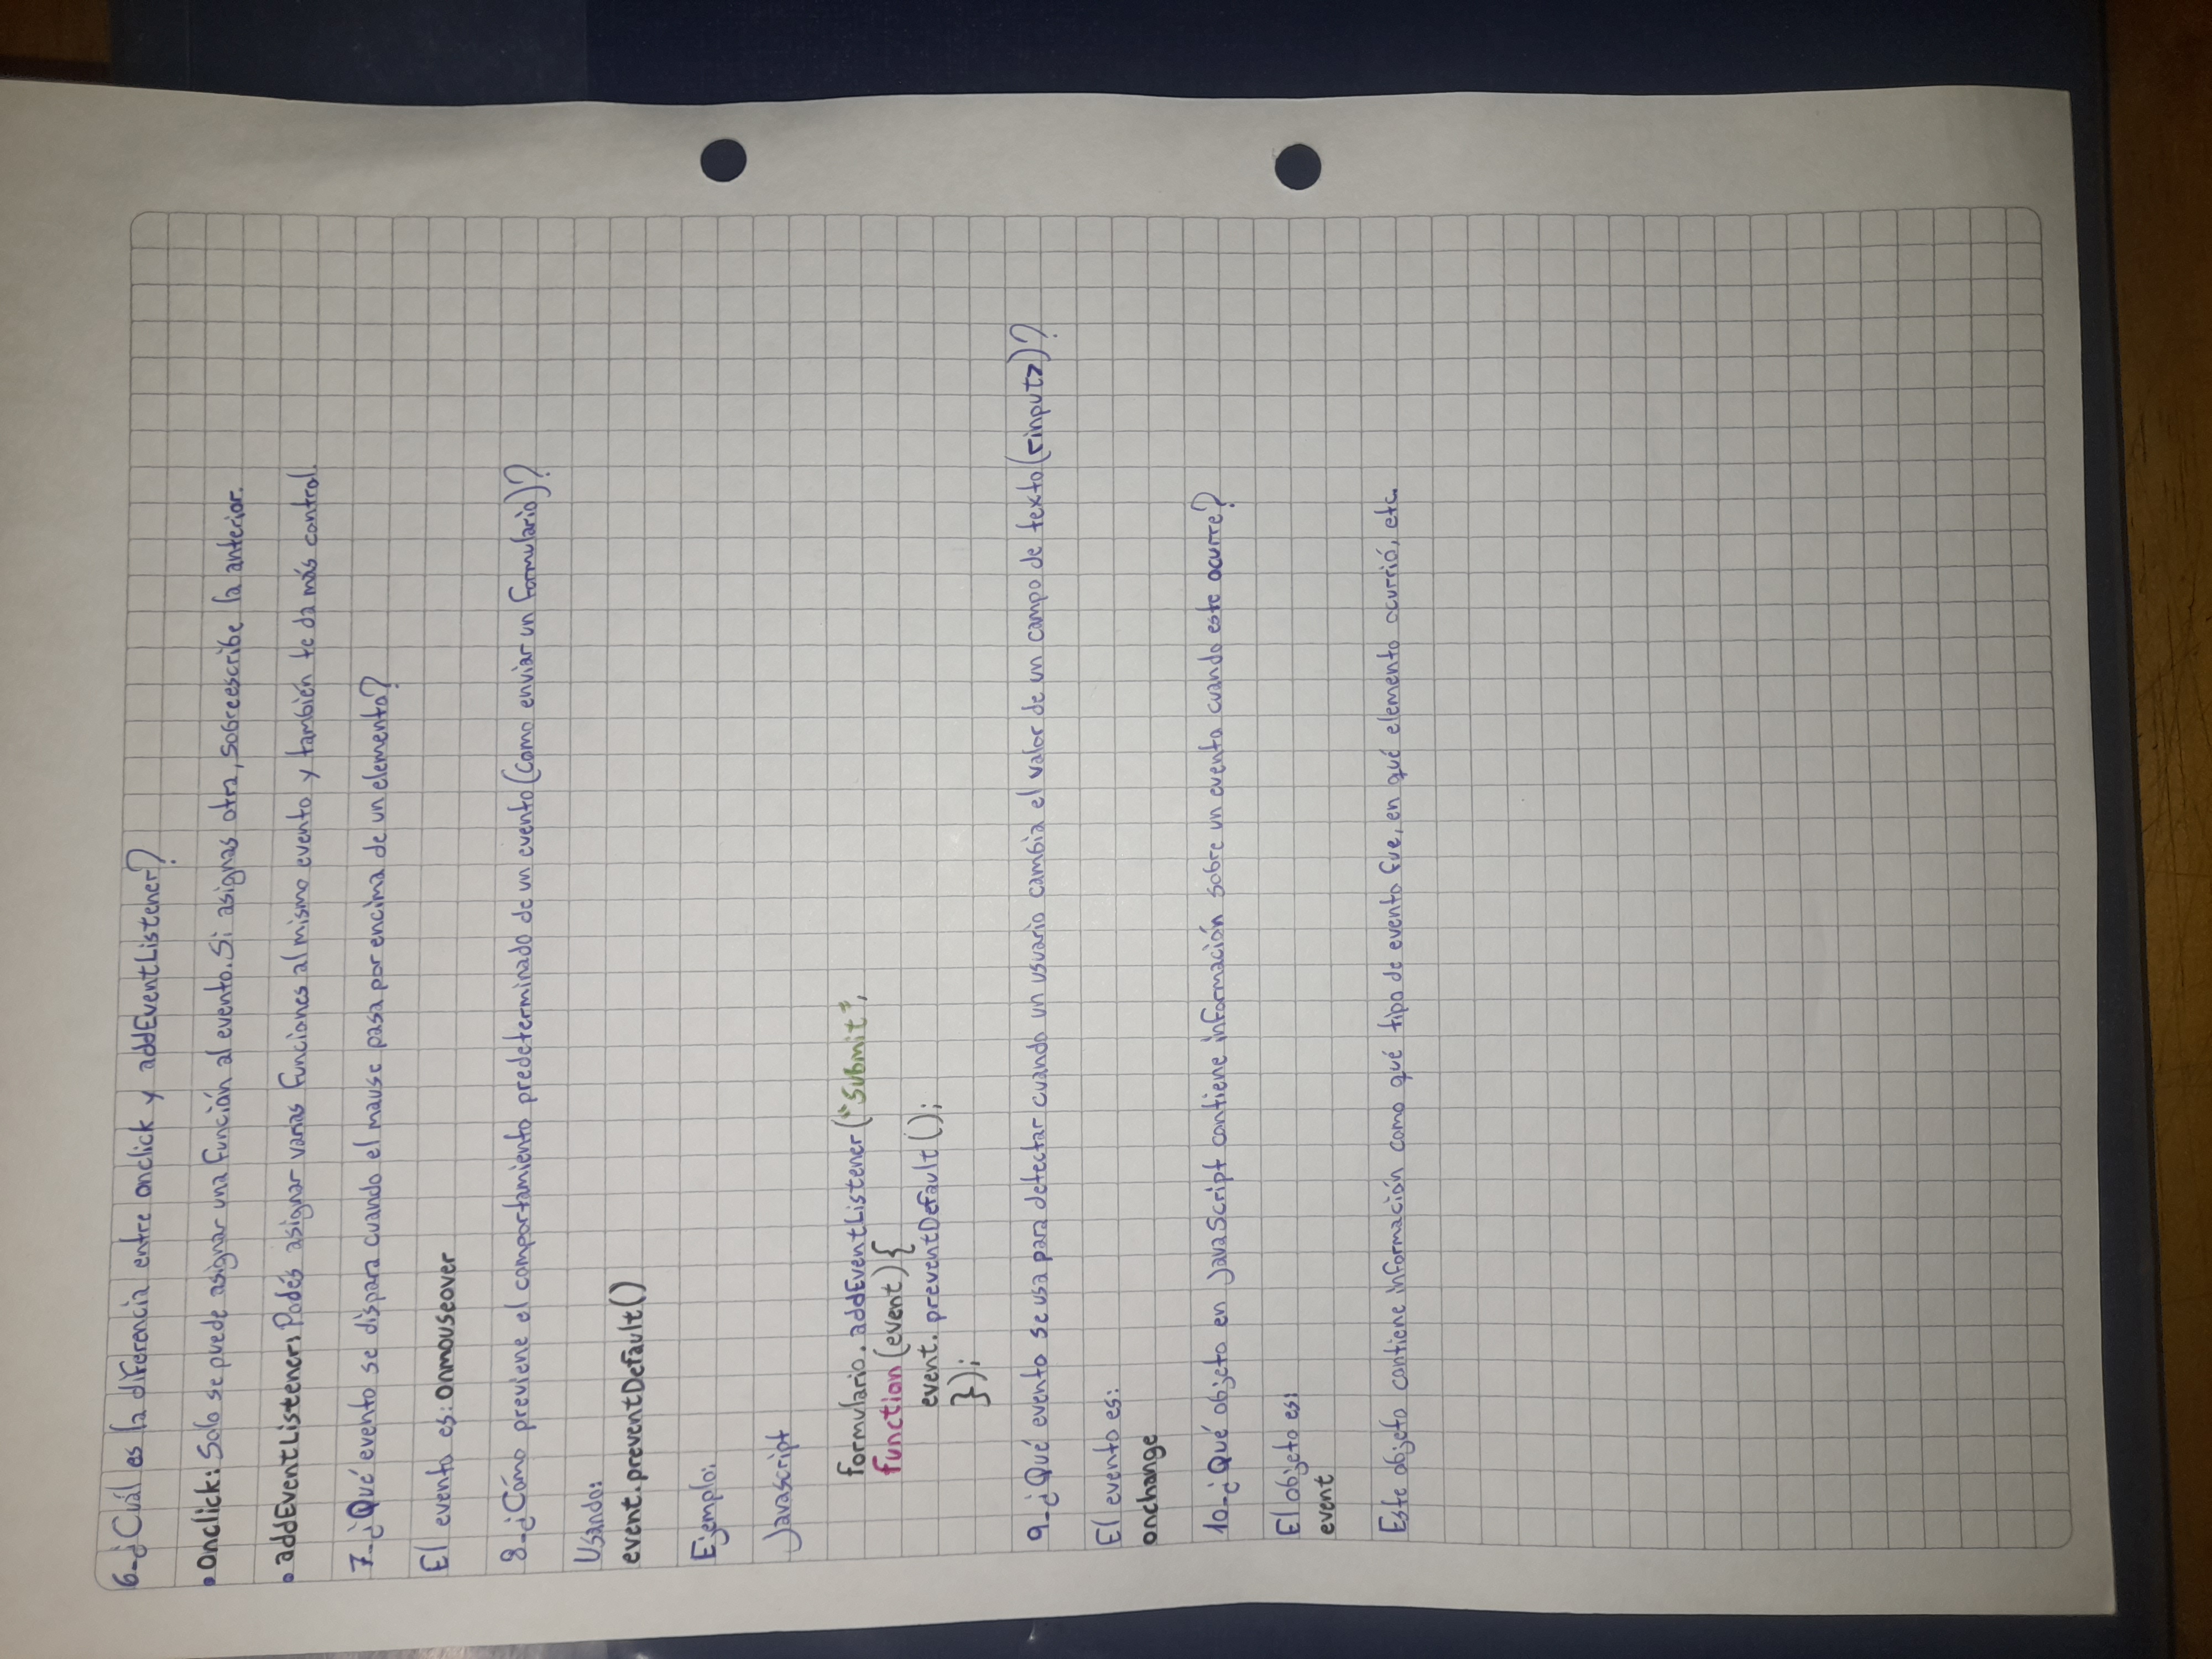 6-¿Cuál es la diferencia entre onclick y addEventListener?
• onclick: Solo se puede asignar una función al evento. Si asignas otra, sobreescribe la anterior.
• addEventListener: Podés asignar varias funciones al mismo evento y también te da más control.
7-¿Qué evento se dispara cuando el mause pasa por encima de un elemento?
El evento es: onmouseover
8-¿Cómo previene el comportamiento predeterminado de un evento (como enviar un formulario)?
Usando:
event.preventDefault()
Ejemplo:
Javascript
formulario.addEventListener("Submit",
function (event) {
event.preventDefault();
});
9-¿Qué evento se usa para detectar cuando un usuario cambia el valor de un campo de texto (<input>)?
El evento es:
onchange
10-¿Qué objeto en JavaScript contiene información sobre un evento cuando este ocurre?
El objeto es:
event
Este objeto contiene información como qué tipo de evento fue, en qué elemento ocurrió, etc.